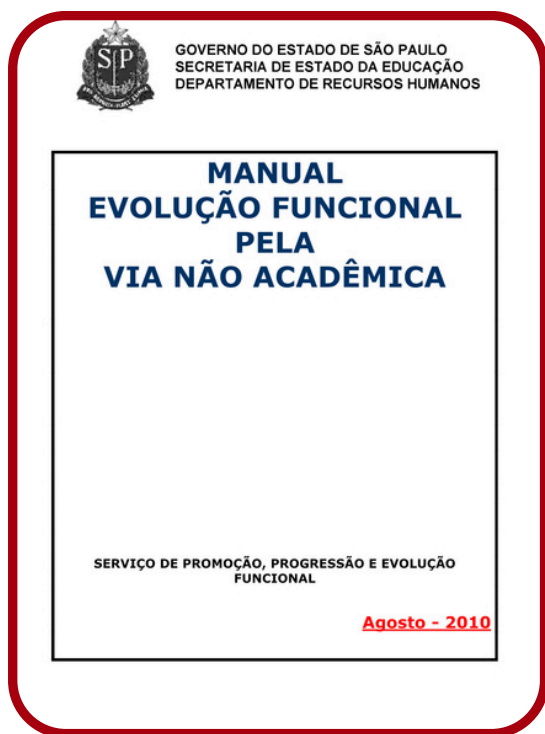 SP
GOVERNO DO ESTADO DE SÃO PAULO
SECRETARIA DE ESTADO DA EDUCAÇÃO
DEPARTAMENTO DE RECURSOS HUMANOS
MANUAL
EVOLUÇÃO FUNCIONAL
PELA
VIA NÃO ACADÊMICA
SERVIÇO DE PROMOÇÃO, PROGRESSÃO E EVOLUÇÃO
FUNCIONAL
Agosto - 2010